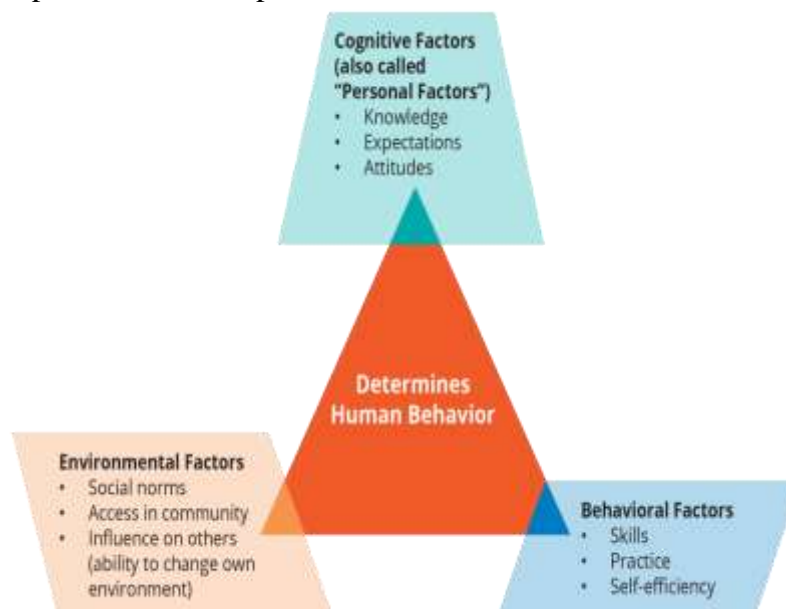 Cognitive Factors
(also called
"Personal Factors")
• Knowledge
• Expectations
• Attitudes
Determines
Human Behavior
Environmental Factors
• Social norms
• Access in community
• Influence on others
(ability to change own
environment)
Behavioral Factors
• Skills
• Practice
• Self-efficiency